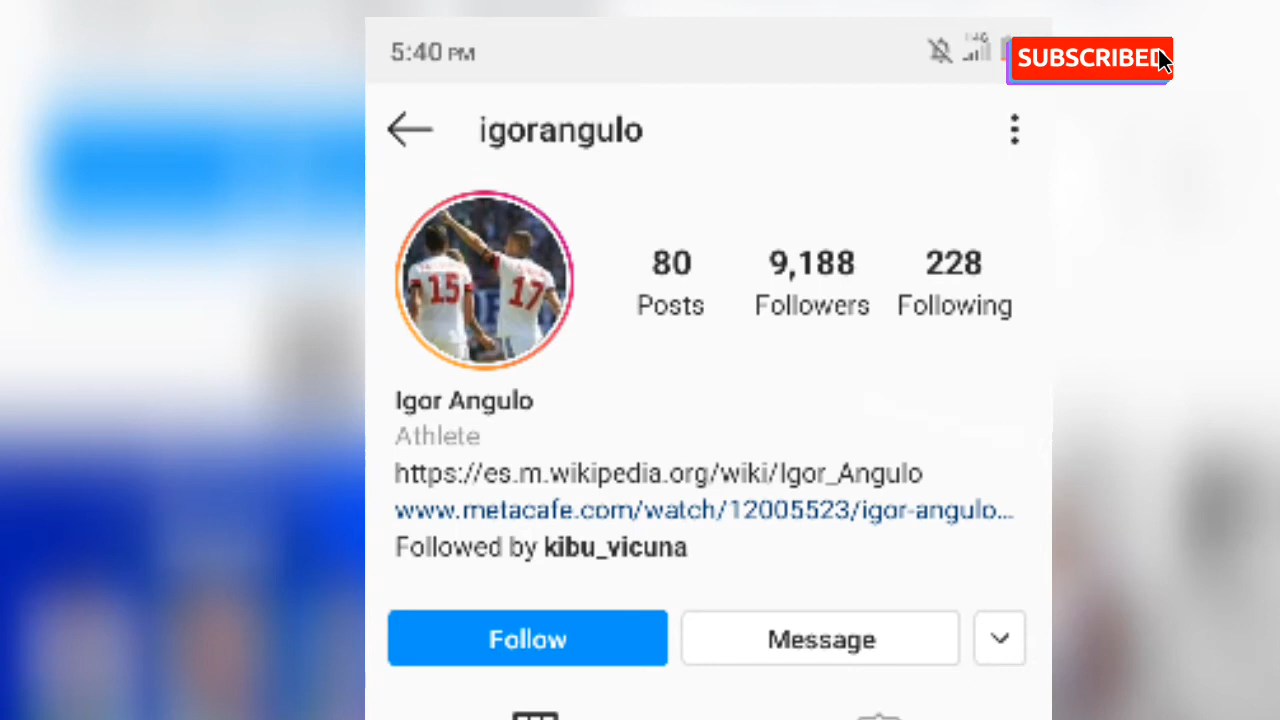 5:40 PM
SUBSCRIBED
igorangulo
80 9,188 228
Posts Followers Following
15 17
Igor Angulo
Athlete
https://es.m.wikipedia.org/wiki/Igor_Angulo
www.metacafe.com/watch/12005523/igor-angulo...
Followed by kibu_vicuna
Follow Message